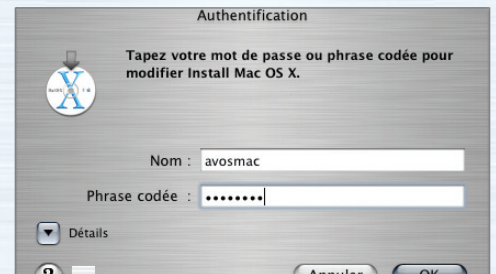 Authentification
Tapez votre mot de passe ou phrase codée pour
modifier Install Mac OS X.
X
Nom : avosmac
Phrase codée : ••••••••
Détails
?
Annuler OK